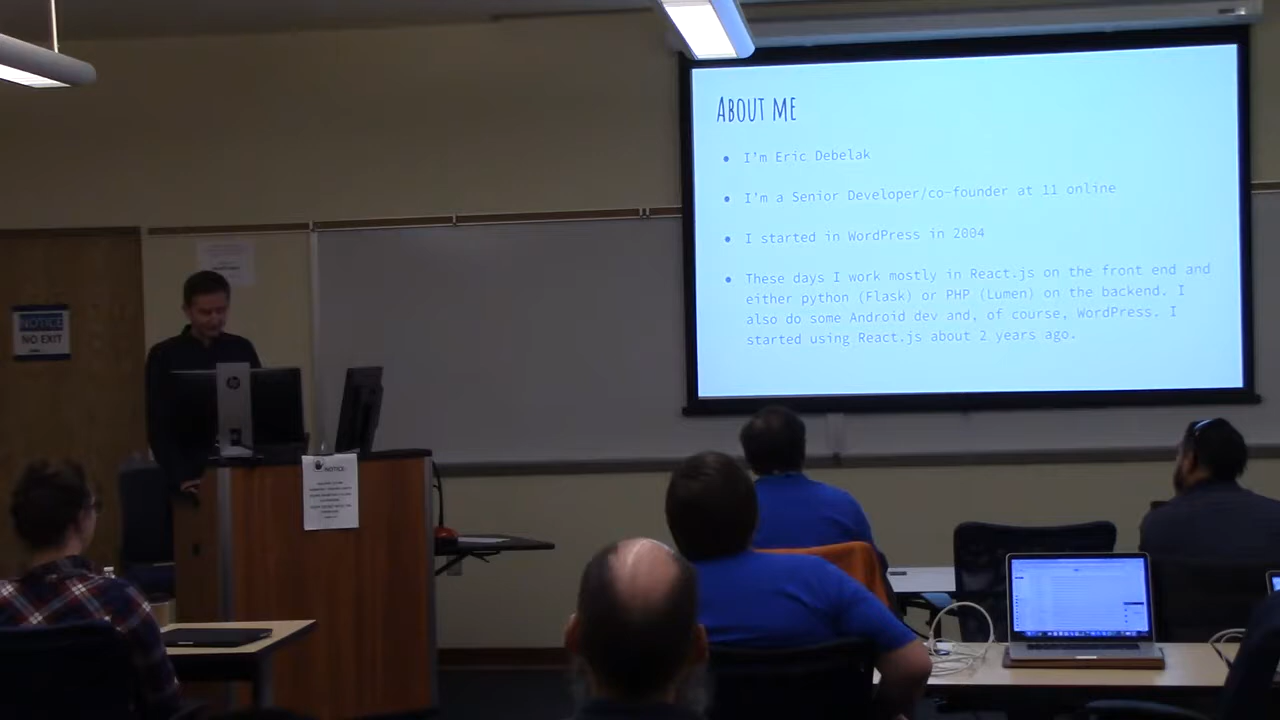 About me
● I'm Eric Debelak
● I'm a Senior Developer/co-founder at 11 online
● I started in WordPress in 2004
● These days I work mostly in React.js on the front end and
either python (Flask) or PHP (Lumen) on the backend. I
also do some Android dev and, of course, WordPress. I
started using React.js about 2 years ago.
NOTICE
NO EXIT
hp
NOTICE